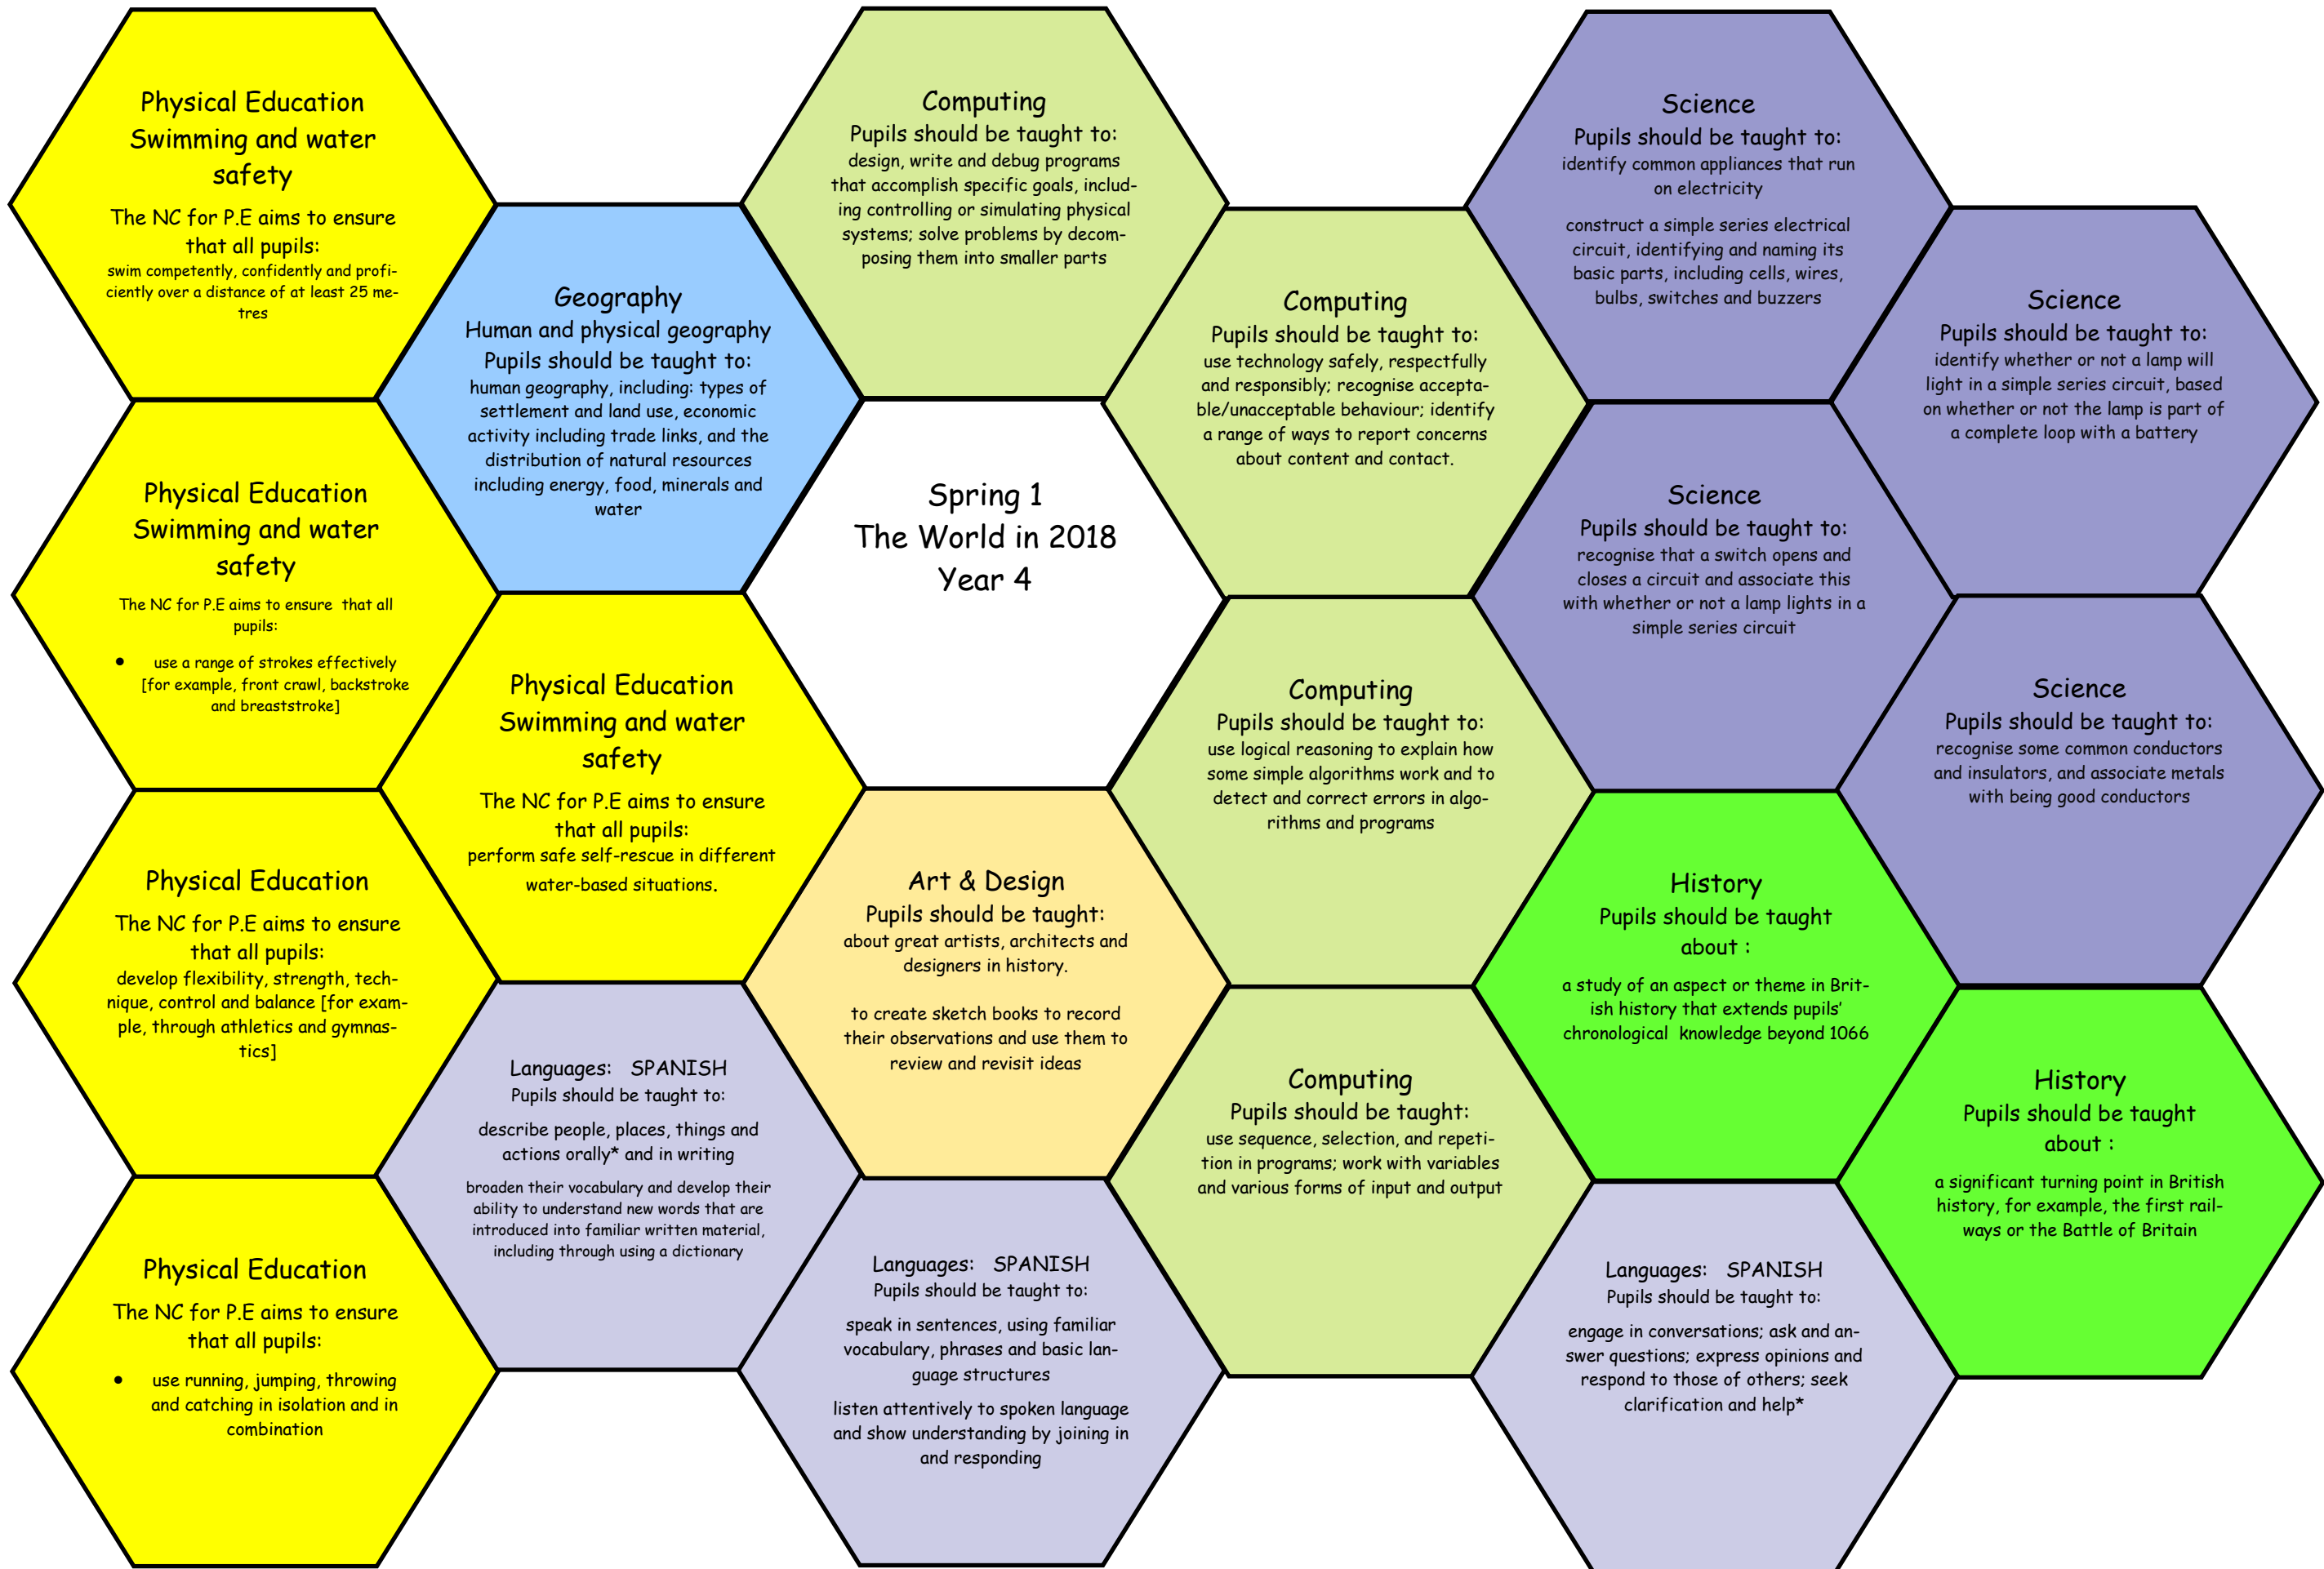 Physical Education
Swimming and water
safety
The NC for P.E aims to ensure
that all pupils:
swim competently, confidently and profi-
ciently over a distance of at least 25 me-
tres
Physical Education
Swimming and water
safety
The NC for P.E aims to ensure  that all
pupils:
• use a range of strokes effectively
[for example, front crawl, backstroke
and breaststroke]
Physical Education
The NC for P.E aims to ensure
that all pupils:
develop flexibility, strength, tech-
nique, control and balance [for exam-
ple, through athletics and gymnas-
tics]
Physical Education
The NC for P.E aims to ensure
that all pupils:
• use running, jumping, throwing
and catching in isolation and in
combination
Geography
Human and physical geography
Pupils should be taught to:
human geography, including: types of
settlement and land use, economic
activity including trade links, and the
distribution of natural resources
including energy, food, minerals and
water
Physical Education
Swimming and water
safety
The NC for P.E aims to ensure
that all pupils:
perform safe self-rescue in different
water-based situations.
Languages:   SPANISH
Pupils should be taught to:
describe people, places, things and
actions orally* and in writing
broaden their vocabulary and develop their
ability to understand new words that are
introduced into familiar written material,
including through using a dictionary
Computing
Pupils should be taught to:
design, write and debug programs
that accomplish specific goals, includ-
ing controlling or simulating physical
systems; solve problems by decom-
posing them into smaller parts
Spring 1
The World in 2018
Year 4
Art & Design
Pupils should be taught:
about great artists, architects and
designers in history.
to create sketch books to record
their observations and use them to
review and revisit ideas
Languages:   SPANISH
Pupils should be taught to:
speak in sentences, using familiar
vocabulary, phrases and basic lan-
guage structures
listen attentively to spoken language
and show understanding by joining in
and responding
Computing
Pupils should be taught to:
use technology safely, respectfully
and responsibly; recognise accepta-
ble/unacceptable behaviour; identify
a range of ways to report concerns
about content and contact.
Computing
Pupils should be taught to:
use logical reasoning to explain how
some simple algorithms work and to
detect and correct errors in algo-
rithms and programs
Computing
Pupils should be taught:
use sequence, selection, and repeti-
tion in programs; work with variables
and various forms of input and output
Science
Pupils should be taught to:
identify common appliances that run
on electricity
construct a simple series electrical
circuit, identifying and naming its
basic parts, including cells, wires,
bulbs, switches and buzzers
Science
Pupils should be taught to:
recognise that a switch opens and
closes a circuit and associate this
with whether or not a lamp lights in a
simple series circuit
History
Pupils should be taught
about :
a study of an aspect or theme in Brit-
ish history that extends pupils’
chronological  knowledge beyond 1066
Languages:   SPANISH
Pupils should be taught to:
engage in conversations; ask and an-
swer questions; express opinions and
respond to those of others; seek
clarification and help*
Science
Pupils should be taught to:
identify whether or not a lamp will
light in a simple series circuit, based
on whether or not the lamp is part of
a complete loop with a battery
Science
Pupils should be taught to:
recognise some common conductors
and insulators, and associate metals
with being good conductors
History
Pupils should be taught
about :
a significant turning point in British
history, for example, the first rail-
ways or the Battle of Britain